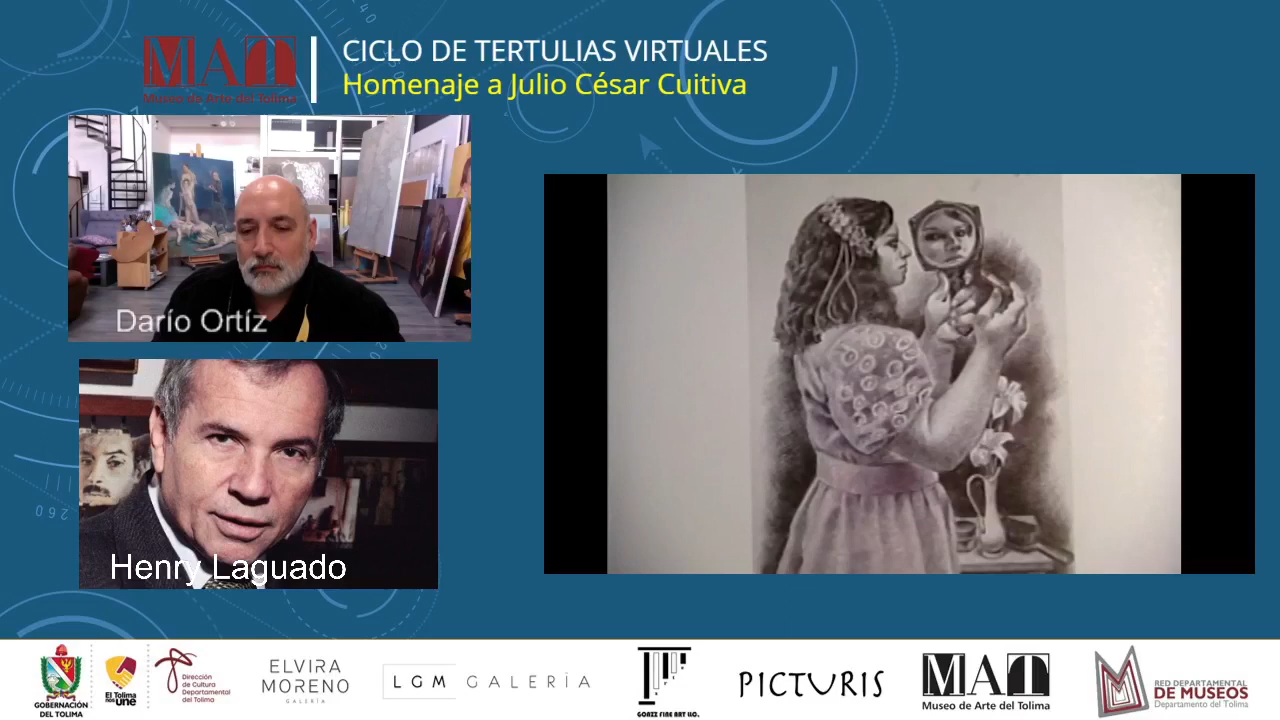 MAT
Museo de Arte del Tolima
CICLO DE TERTULIAS VIRTUALES
Homenaje a Julio César Cuitiva
Darío Ortíz
Henry Laguado
GOBERNACIÓN
DEL TOLIMA
El Tolima
nos UNE
Dirección
de Cultura
Departamental
del Tolima
ELVIRA
MORENO
GALERÍA
LGM GALERÍA
GOAZZ FINE ART LLC.
PICTURIS
MAT
Museo de Arte del Tolima
RED DEPARTAMENTAL
DE MUSEOS
Departamento del Tolima
260